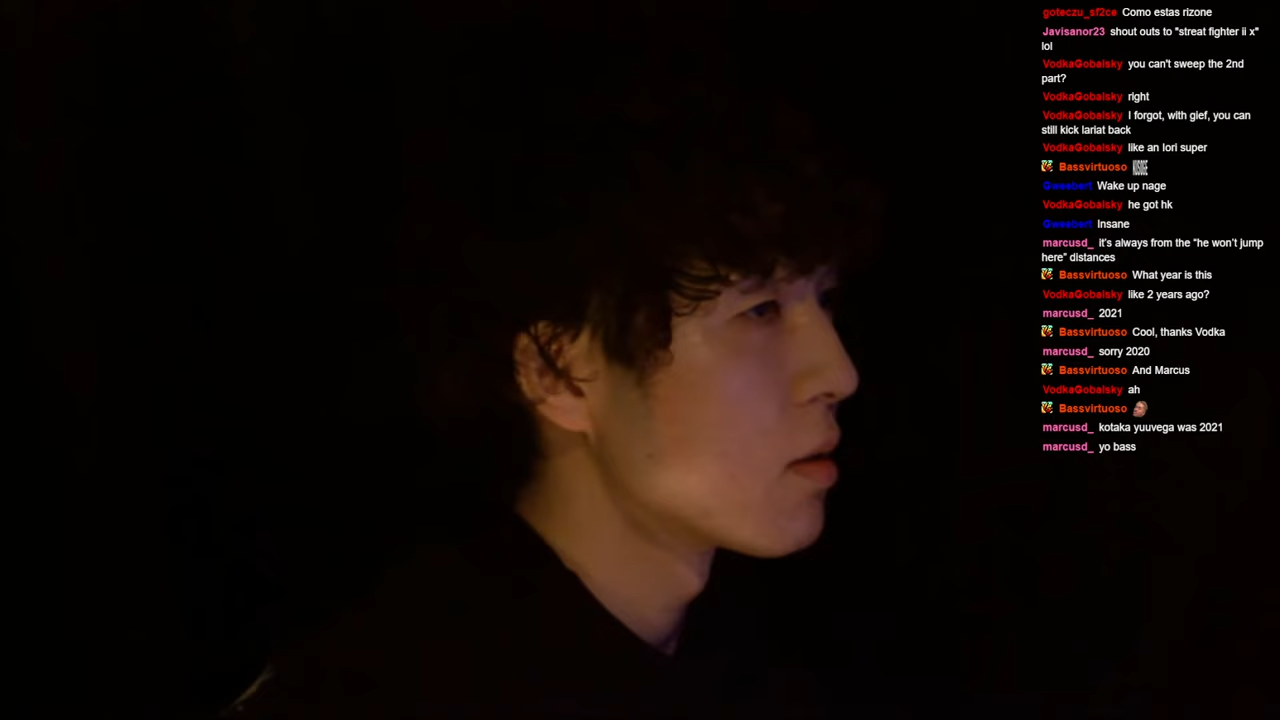 goteczu_sf2ce Como estas rizone
Javisanor23 shout outs to "streat fighter ii x"
lol
VodkaGobalsky you can't sweep the 2nd
part?
VodkaGobalsky right
VodkaGobalsky I forgot, with gief, you can
still kick lariat back
VodkaGobalsky like an Iori super
Bassvirtuoso
Gweebert Wake up nage
VodkaGobalsky he got hk
Gweebert Insane
marcusd_ it's always from the “he won’t jump
here” distances
Bassvirtuoso What year is this
VodkaGobalsky like 2 years ago?
marcusd_ 2021
Bassvirtuoso Cool, thanks Vodka
marcusd_ sorry 2020
Bassvirtuoso And Marcus
VodkaGobalsky ah
Bassvirtuoso
marcusd_ kotaka yuuvega was 2021
marcusd_ yo bass